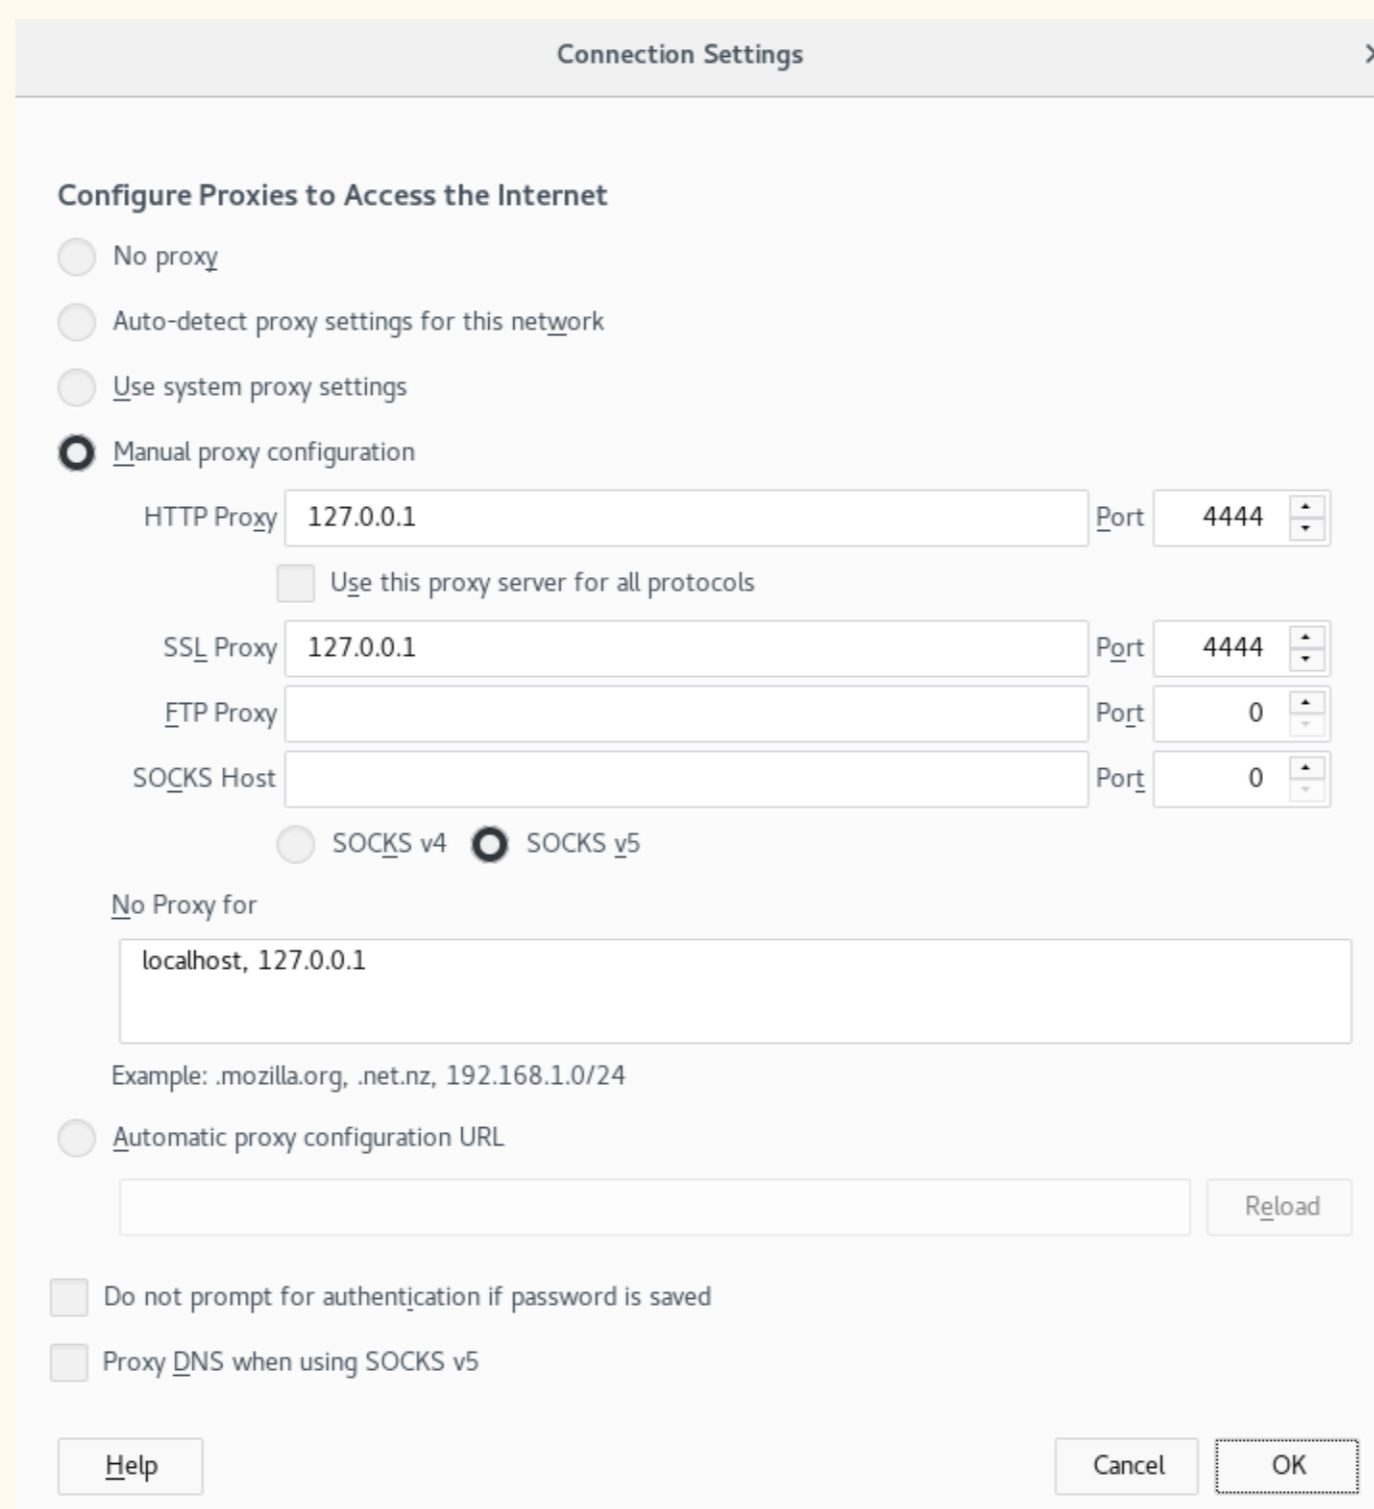 Connection Settings
Configure Proxies to Access the Internet
No proxy
Auto-detect proxy settings for this network
Use system proxy settings
Manual proxy configuration
HTTP Proxy 127.0.0.1 Port 4444
Use this proxy server for all protocols
SSL Proxy 127.0.0.1 Port 4444
FTP Proxy Port 0
SOCKS Host Port 0
SOCKS v4 SOCKS v5
No Proxy for
localhost, 127.0.0.1
Example: .mozilla.org, .net.nz, 192.168.1.0/24
Automatic proxy configuration URL
Reload
Do not prompt for authentication if password is saved
Proxy DNS when using SOCKS v5
Help Cancel OK